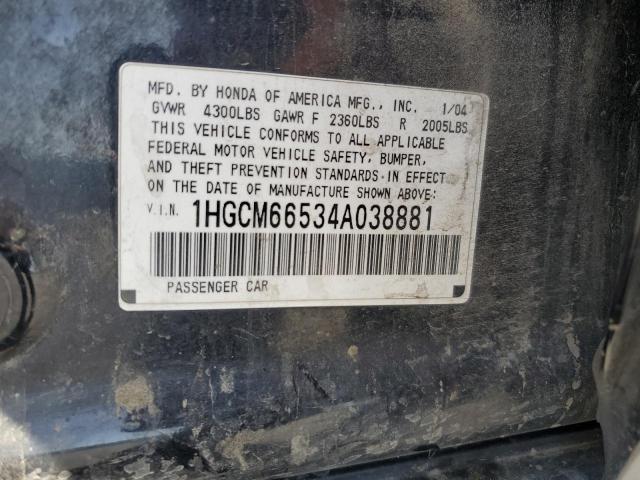 MFD. BY HONDA OF AMERICA MFG., INC. 1/04
GVWR 4300LBS GAWR F 2360LBS R 2005LBS
THIS VEHICLE CONFORMS TO ALL APPLICABLE
FEDERAL MOTOR VEHICLE SAFETY, BUMPER,
AND THEFT PREVENTION STANDARDS IN EFFECT
ON THE DATE OF MANUFACTURE SHOWN ABOVE:
V.I.N. 1HGCM66534A038881
PASSENGER CAR